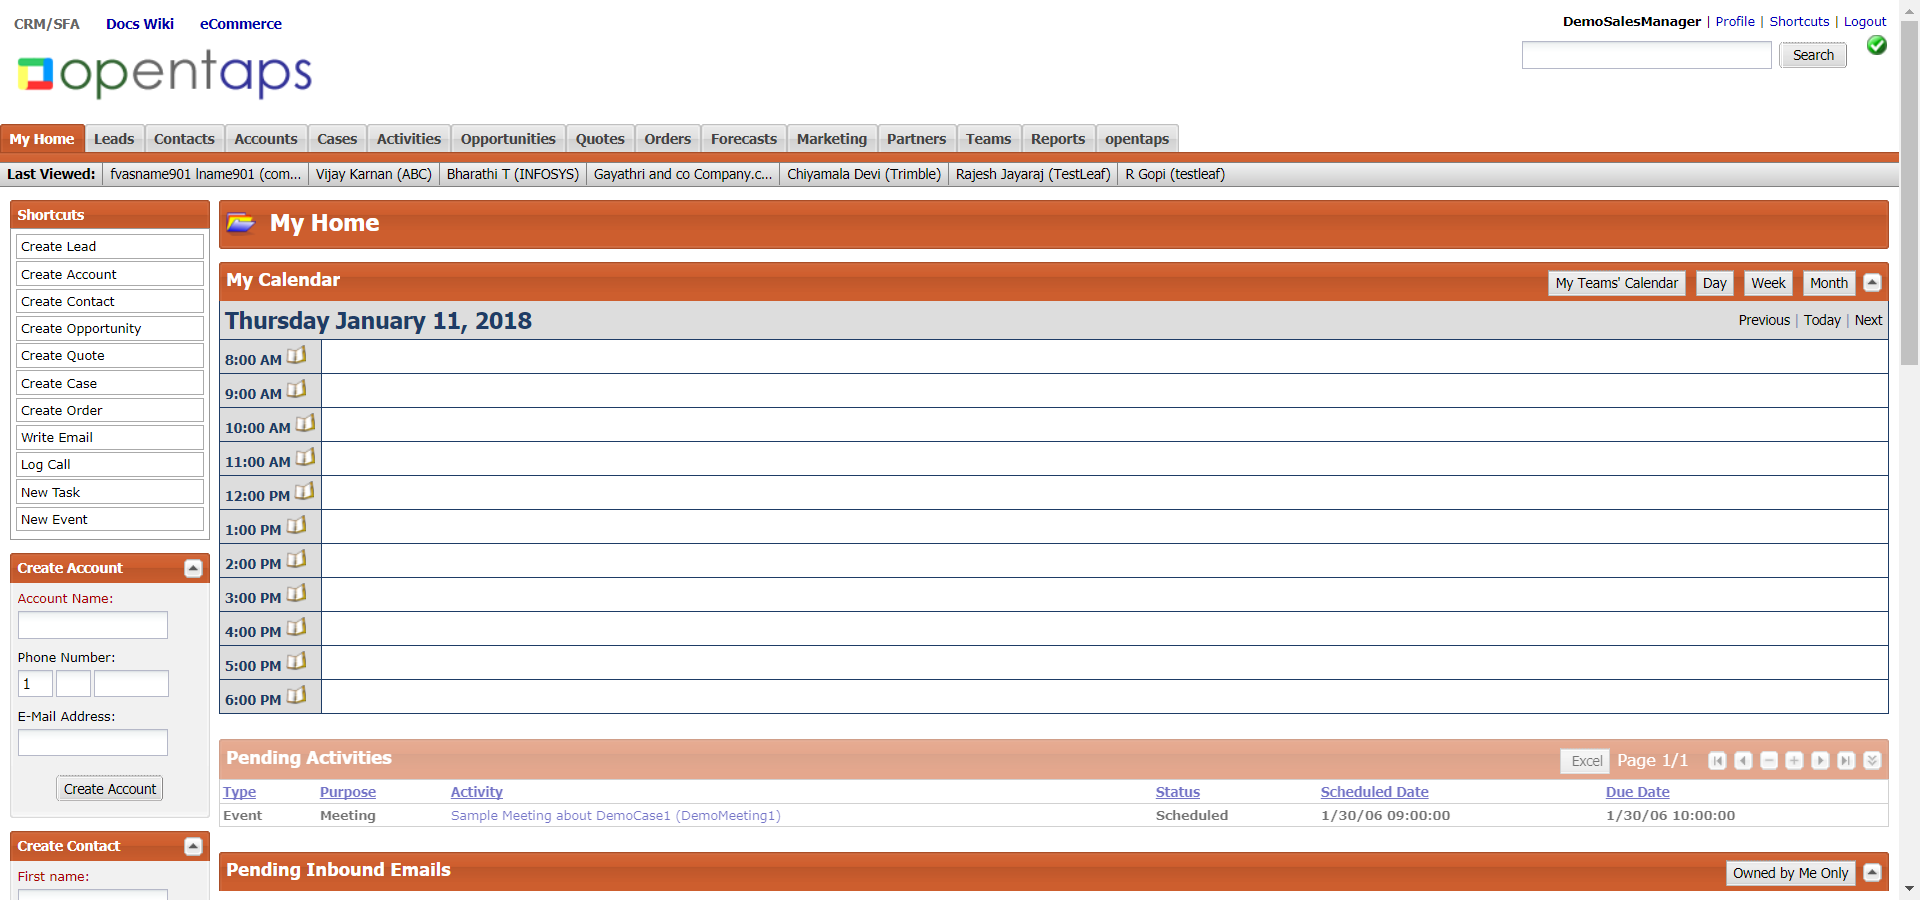 CRM/SFA Docs Wiki eCommerce
DemoSalesManager | Profile | Shortcuts | Logout
opentaps
Search
My Home Leads Contacts Accounts Cases Activities Opportunities Quotes Orders Forecasts Marketing Partners Teams Reports opentaps
Last Viewed: fvasname901 lname901 (com... Vijay Karnan (ABC) Bharathi T (INFOSYS) Gayathri and co Company.c... Chiyamala Devi (Trimble) Rajesh Jayaraj (TestLeaf) R Gopi (testleaf)
Shortcuts
Create Lead
Create Account
Create Contact
Create Opportunity
Create Quote
Create Case
Create Order
Write Email
Log Call
New Task
New Event
Create Account
Account Name:
Phone Number:
1
E-Mail Address:
Create Account
Create Contact
First name:
My Home
My Calendar My Teams' Calendar Day Week Month
Thursday January 11, 2018 Previous | Today | Next
8:00 AM
9:00 AM
10:00 AM
11:00 AM
12:00 PM
1:00 PM
2:00 PM
3:00 PM
4:00 PM
5:00 PM
6:00 PM
Pending Activities Excel Page 1/1
Type Purpose Activity Status Scheduled Date Due Date
Event Meeting Sample Meeting about DemoCase1 (DemoMeeting1) Scheduled 1/30/06 09:00:00 1/30/06 10:00:00
Pending Inbound Emails Owned by Me Only